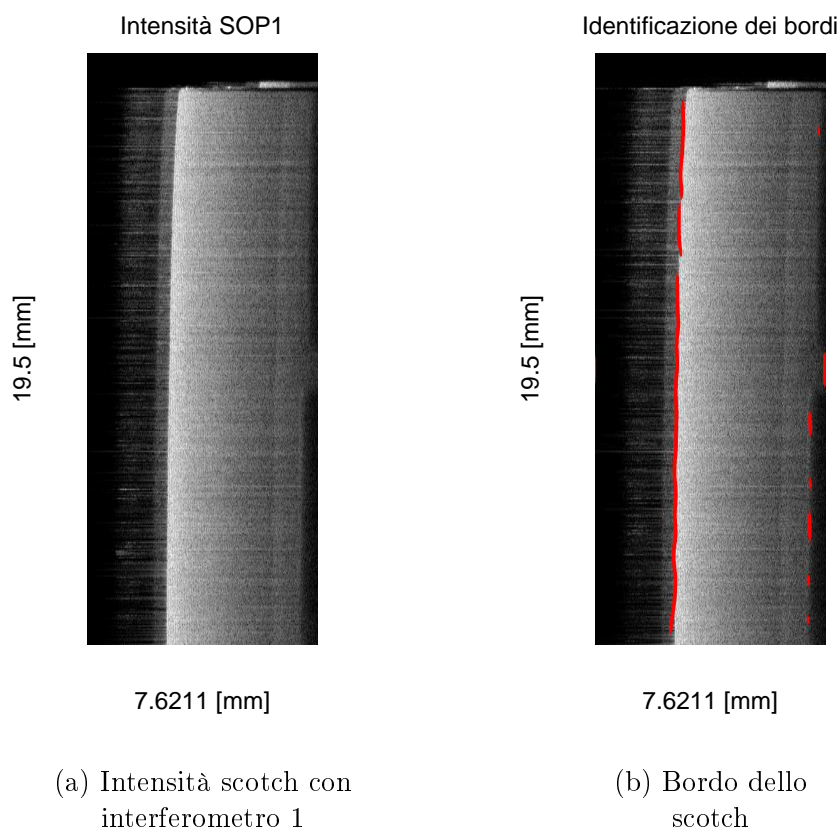 Intensità SOP1
19.5 [mm]
7.6211 [mm]
(a) Intensità scotch con
interferometro 1
Identificazione dei bordi
19.5 [mm]
7.6211 [mm]
(b) Bordo dello
scotch